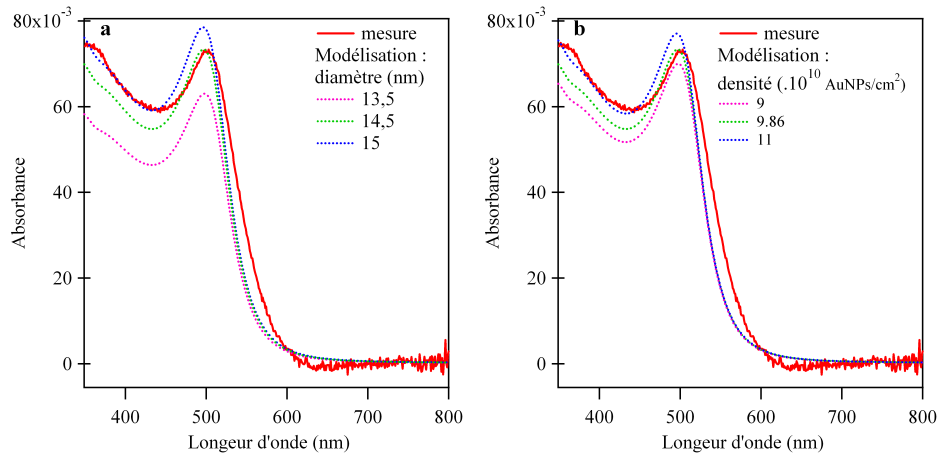 80x10⁻³
60
40
20
0
Absorbance
a
mesure
Modélisation :
diamètre (nm)
13,5
14,5
15
400
500
600
700
800
Longeur d'onde (nm)
80x10⁻³
60
40
20
0
Absorbance
b
mesure
Modélisation :
densité (.10¹⁰ AuNPs/cm²)
9
9.86
11
400
500
600
700
800
Longeur d'onde (nm)